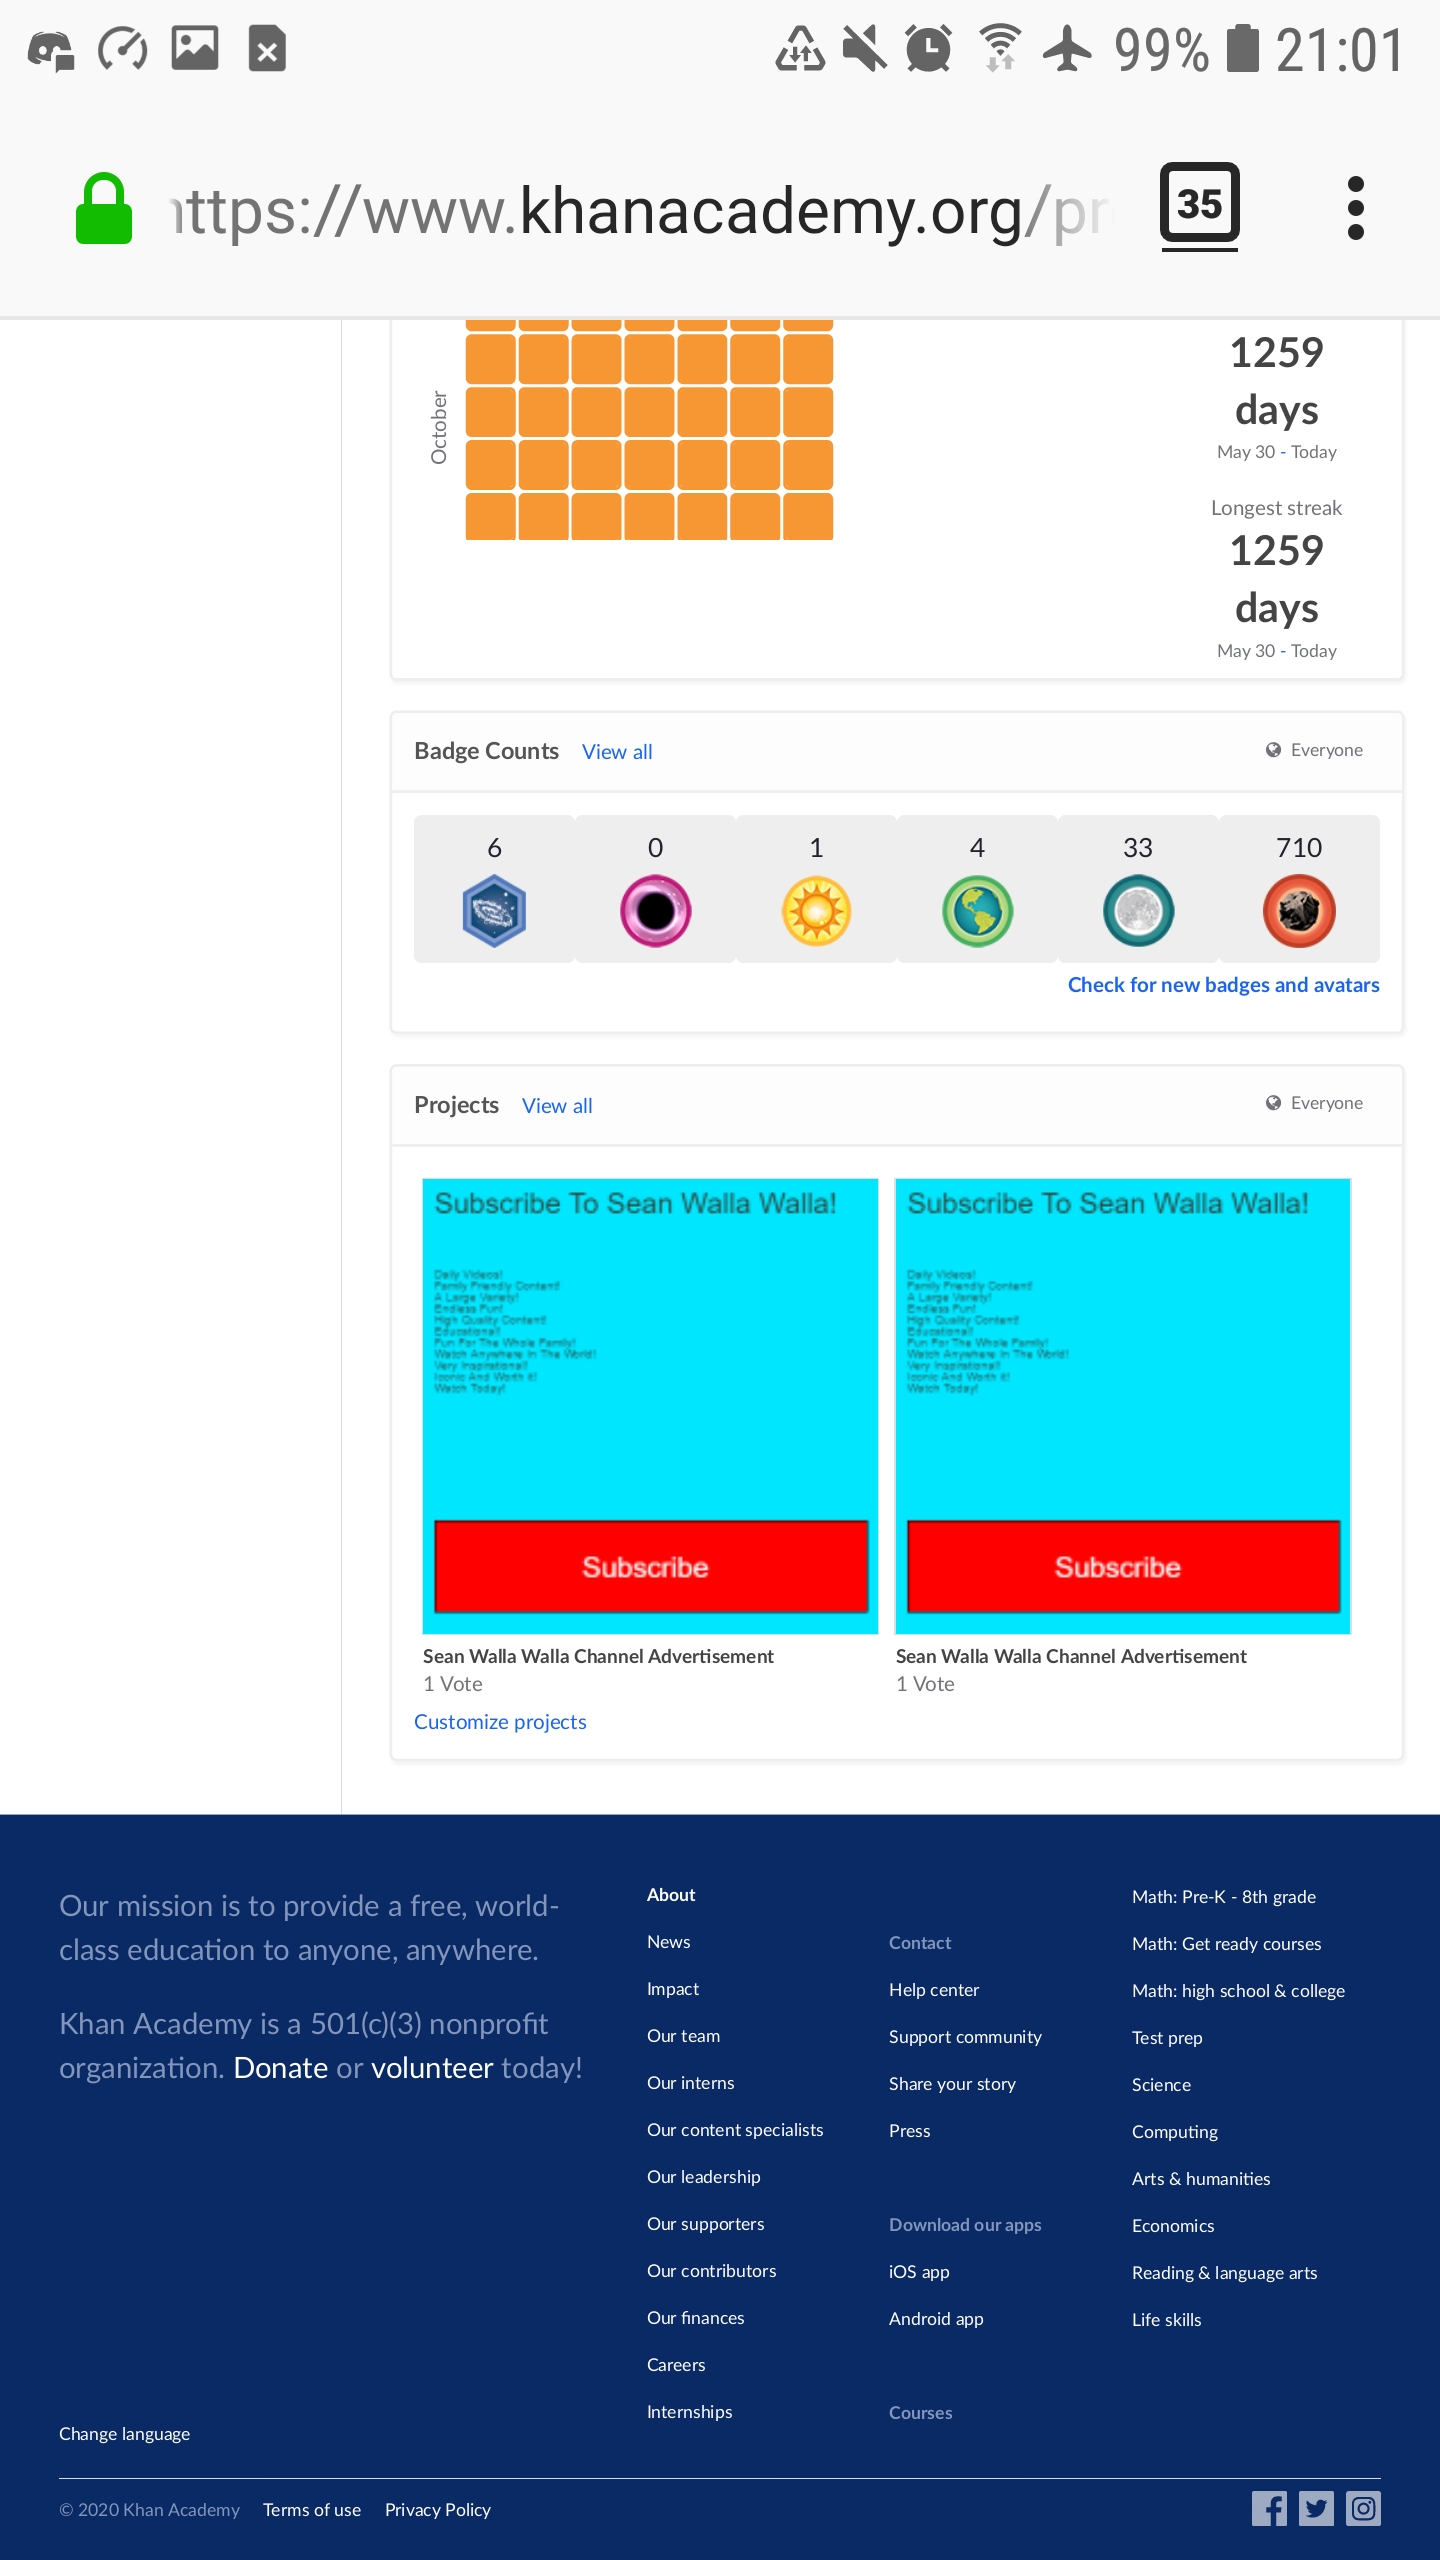 99% 21:01
https://www.khanacademy.org/pr
35
October
1259
days
May 30 - Today
Longest streak
1259
days
May 30 - Today
Badge Counts View all Everyone
6 0 1 4 33 710
Check for new badges and avatars
Projects View all Everyone
Subscribe To Sean Walla Walla!
Daily Videos!
Family Friendly Content!
A Large Variety!
Endless Fun!
High Quality Content!
Educational!
Fun For The Whole Family!
Watch Anywhere In The World!
Very Inspirational!
Iconic And Worth It!
Watch Today!
Subscribe
Sean Walla Walla Channel Advertisement
1 Vote
Subscribe To Sean Walla Walla!
Daily Videos!
Family Friendly Content!
A Large Variety!
Endless Fun!
High Quality Content!
Educational!
Fun For The Whole Family!
Watch Anywhere In The World!
Very Inspirational!
Iconic And Worth It!
Watch Today!
Subscribe
Sean Walla Walla Channel Advertisement
1 Vote
Customize projects
Our mission is to provide a free, world-
class education to anyone, anywhere.
Khan Academy is a 501(c)(3) nonprofit
organization. Donate or volunteer today!
About
News
Impact
Our team
Our interns
Our content specialists
Our leadership
Our supporters
Our contributors
Our finances
Careers
Internships
Contact
Help center
Support community
Share your story
Press
Download our apps
iOS app
Android app
Courses
Math: Pre-K - 8th grade
Math: Get ready courses
Math: high school & college
Test prep
Science
Computing
Arts & humanities
Economics
Reading & language arts
Life skills
Change language
© 2020 Khan Academy Terms of use Privacy Policy